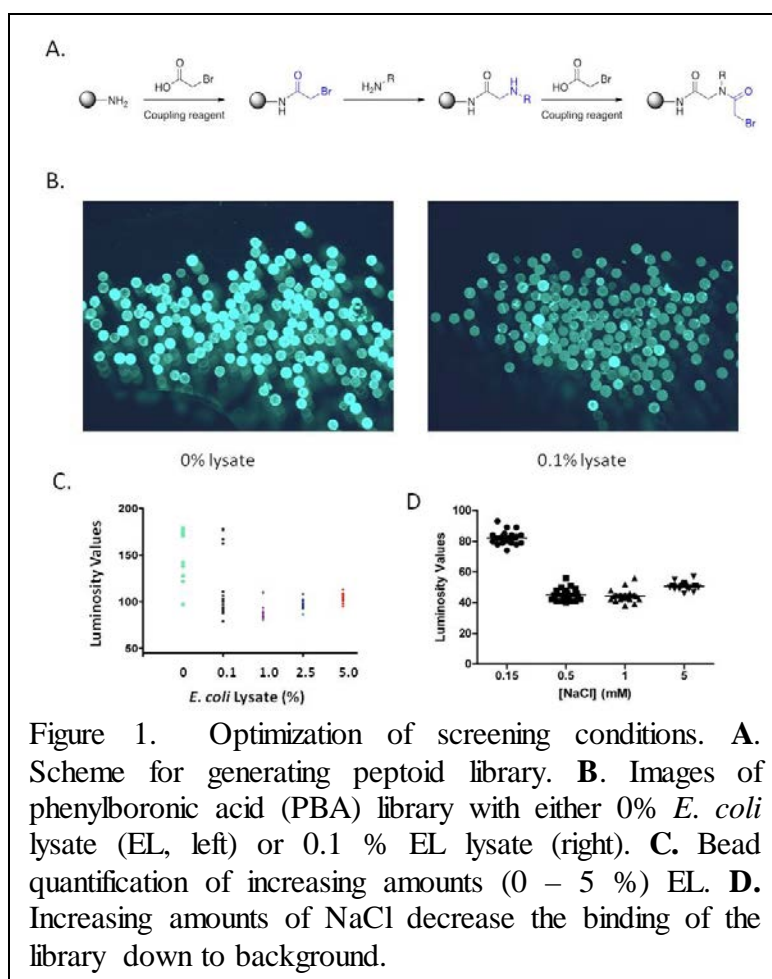 A.
O
HO
Br
NH₂
Coupling reagent
O
N
H
Br
H₂N
R
O
N
H
H
N
R
O
HO
Br
Coupling reagent
O
N
H
R
N
O
Br
B.
0% lysate
0.1% lysate
C.
Luminosity Values
200
150
100
50
0 0.1 1.0 2.5 5.0
E. coli Lysate (%)
D
Luminosity Values
100
80
60
40
20
0
0.15 0.5 1 5
[NaCl] (mM)
Figure 1. Optimization of screening conditions. A.
Scheme for generating peptoid library. B. Images of
phenylboronic acid (PBA) library with either 0% E. coli
lysate (EL, left) or 0.1 % EL lysate (right). C. Bead
quantification of increasing amounts (0 – 5 %) EL. D.
Increasing amounts of NaCl decrease the binding of the
library down to background.